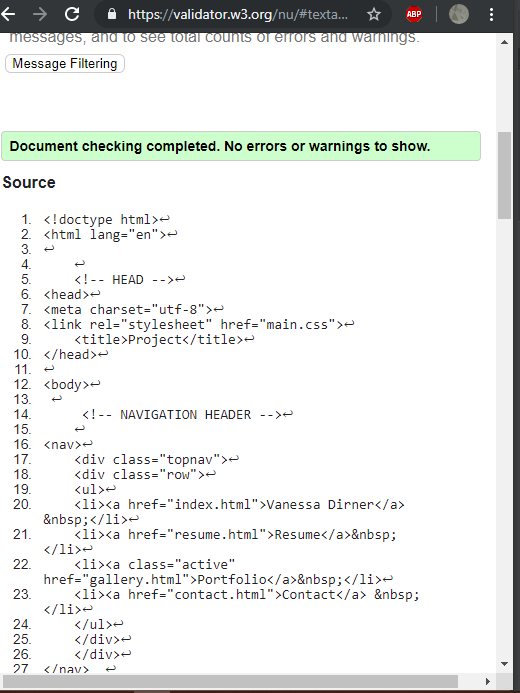 https://validator.w3.org/nu/#texta...
ABP
messages, and to see total counts of errors and warnings.
Message Filtering
Document checking completed. No errors or warnings to show.
Source
1. <!doctype html>↩
2. <html lang="en">↩
3. ↩
4. ↩
5. <!-- HEAD -->↩
6. <head>↩
7. <meta charset="utf-8">↩
8. <link rel="stylesheet" href="main.css">↩
9. <title>Project</title>↩
10. </head>↩
11. ↩
12. <body>↩
13. ↩
14. <!-- NAVIGATION HEADER -->↩
15. ↩
16. <nav>↩
17. <div class="topnav">↩
18. <div class="row">↩
19. <ul>↩
20. <li><a href="index.html">Vanessa Dirner</a>
&nbsp;</li>↩
21. <li><a href="resume.html">Resume</a>&nbsp;
</li>↩
22. <li><a class="active"
href="gallery.html">Portfolio</a>&nbsp;</li>↩
23. <li><a href="contact.html">Contact</a> &nbsp;
</li>↩
24. </ul>↩
25. </div>↩
26. </div>↩
27. </nav> ↩